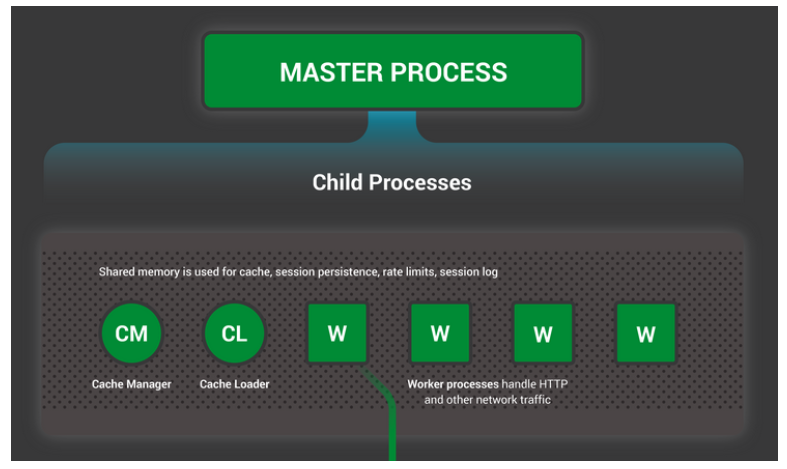 MASTER PROCESS
Child Processes
Shared memory is used for cache, session persistence, rate limits, session log
CM
CL
W
W
W
W
Cache Manager
Cache Loader
Worker processes handle HTTP
and other network traffic